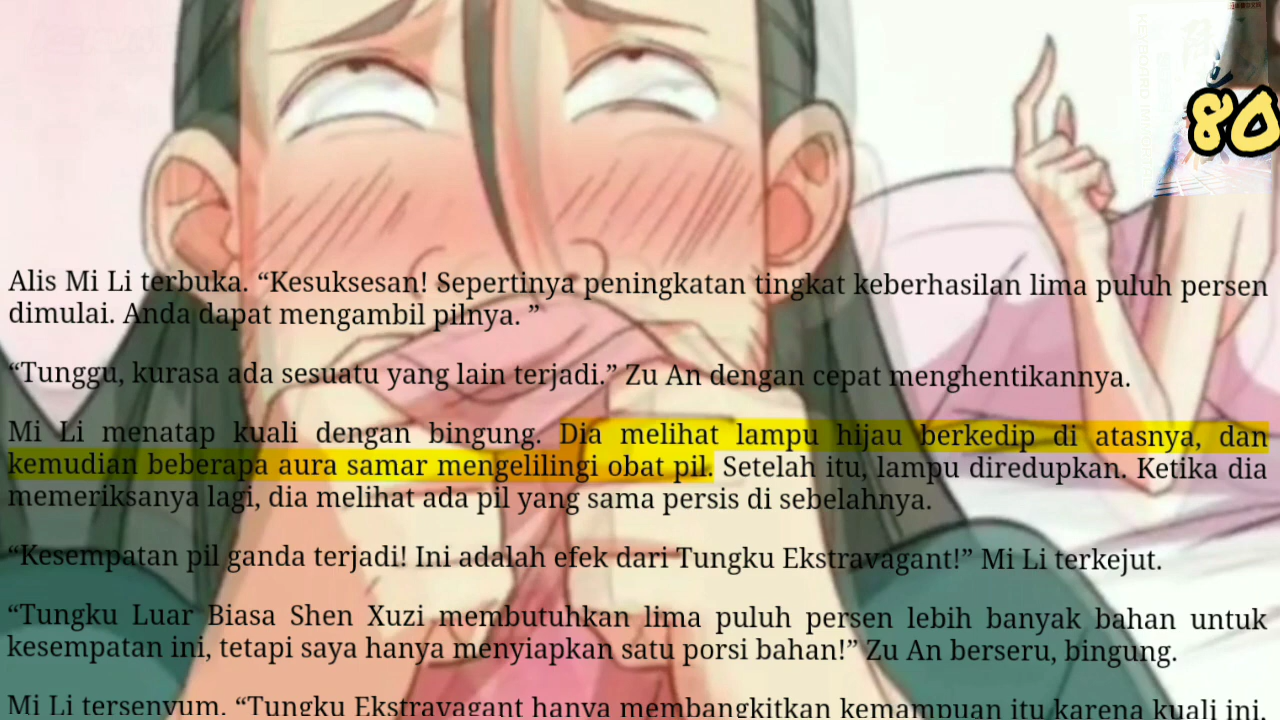 80
Alis Mi Li terbuka. “Kesuksesan! Sepertinya peningkatan tingkat keberhasilan lima puluh persen
dimulai. Anda dapat mengambil pilnya. ”
“Tunggu, kurasa ada sesuatu yang lain terjadi.” Zu An dengan cepat menghentikannya.
Mi Li menatap kuali dengan bingung. Dia melihat lampu hijau berkedip di atasnya, dan
kemudian beberapa aura samar mengelilingi obat pil. Setelah itu, lampu diredupkan. Ketika dia
memeriksanya lagi, dia melihat ada pil yang sama persis di sebelahnya.
“Kesempatan pil ganda terjadi! Ini adalah efek dari Tungku Ekstravagant!” Mi Li terkejut.
“Tungku Luar Biasa Shen Xuzi membutuhkan lima puluh persen lebih banyak bahan untuk
kesempatan ini, tetapi saya hanya menyiapkan satu porsi bahan!” Zu An berseru, bingung.
Mi Li tersenyum. “Tungku Ekstravagant hanya membangkitkan kemampuan itu karena kuali ini.